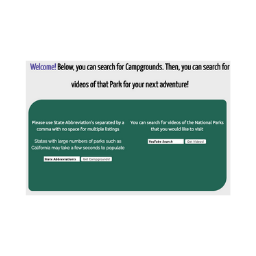 Welcome! Below, you can search for Campgrounds. Then, you can search for
videos of that Park for your next adventure!
Please use State Abbreviation's separated by a
comma with no space for multiple listings
States with large numbers of parks such as
California may take a few seconds to populate
State Abbreviations Get Campgrounds!
You can search for videos of the National Parks
that you would like to visit
YouTube Search Get Videos!